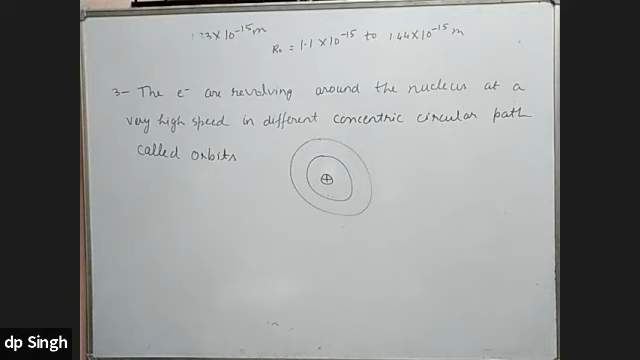 1.33 X 10⁻¹⁵ m
R₀ = 1.1 X 10⁻¹⁵ to 1.44 X 10⁻¹⁵ m
3- The e⁻ are revolving around the nucleus at a
very high speed in different concentric circular path
called orbits
+
dp Singh